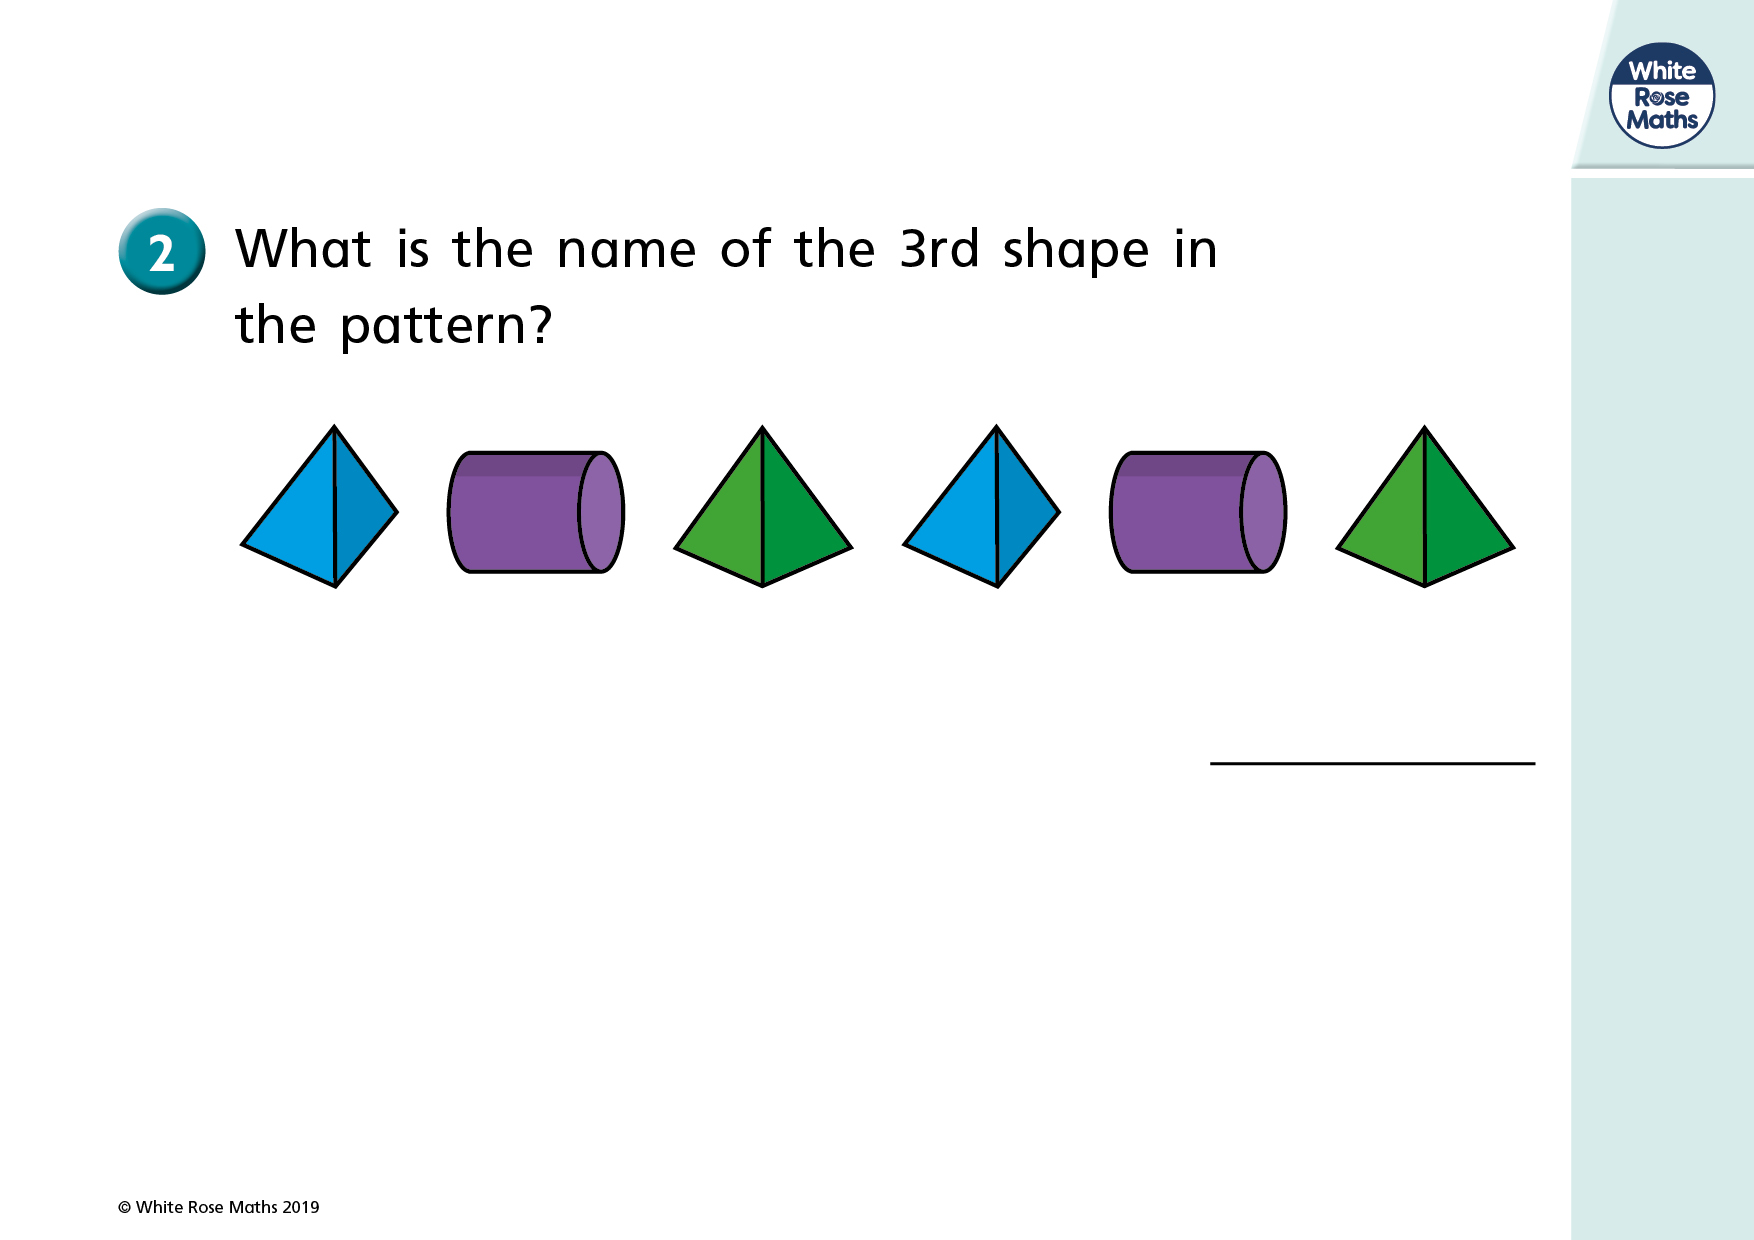 White
Rose
Maths
2 What is the name of the 3rd shape in
the pattern?
© White Rose Maths 2019